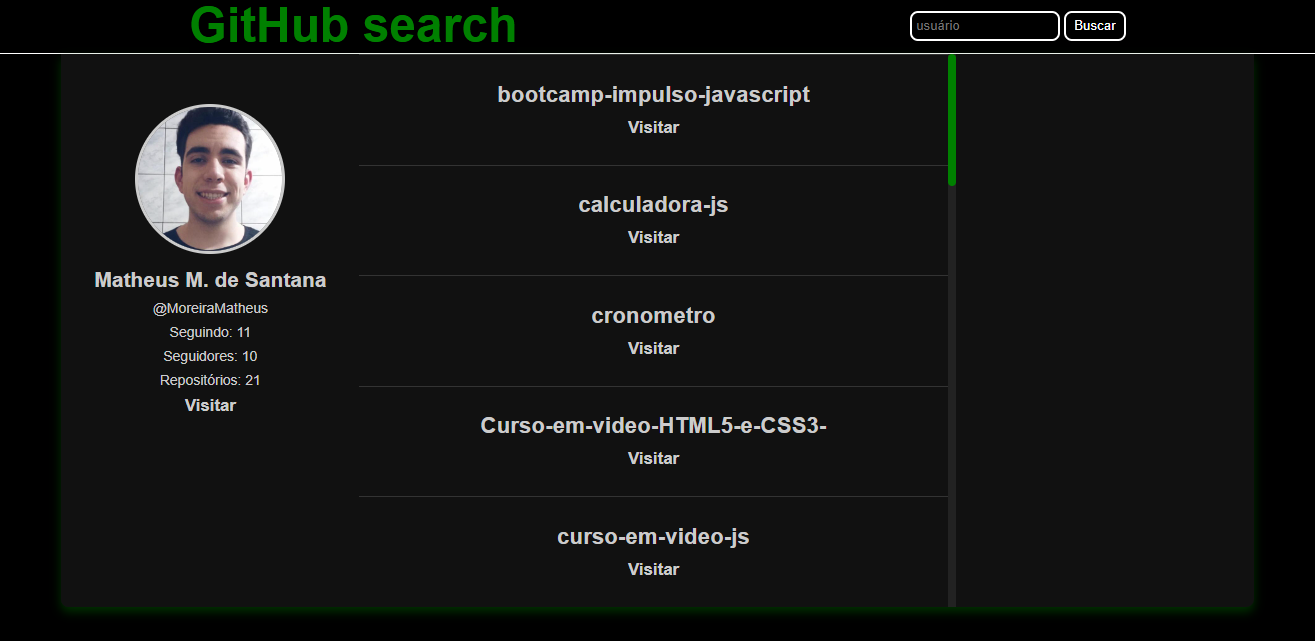 GitHub search
usuário
Buscar
Matheus M. de Santana
@MoreiraMatheus
Seguindo: 11
Seguidores: 10
Repositórios: 21
Visitar
bootcamp-impulso-javascript
Visitar
calculadora-js
Visitar
cronometro
Visitar
Curso-em-video-HTML5-e-CSS3-
Visitar
curso-em-video-js
Visitar